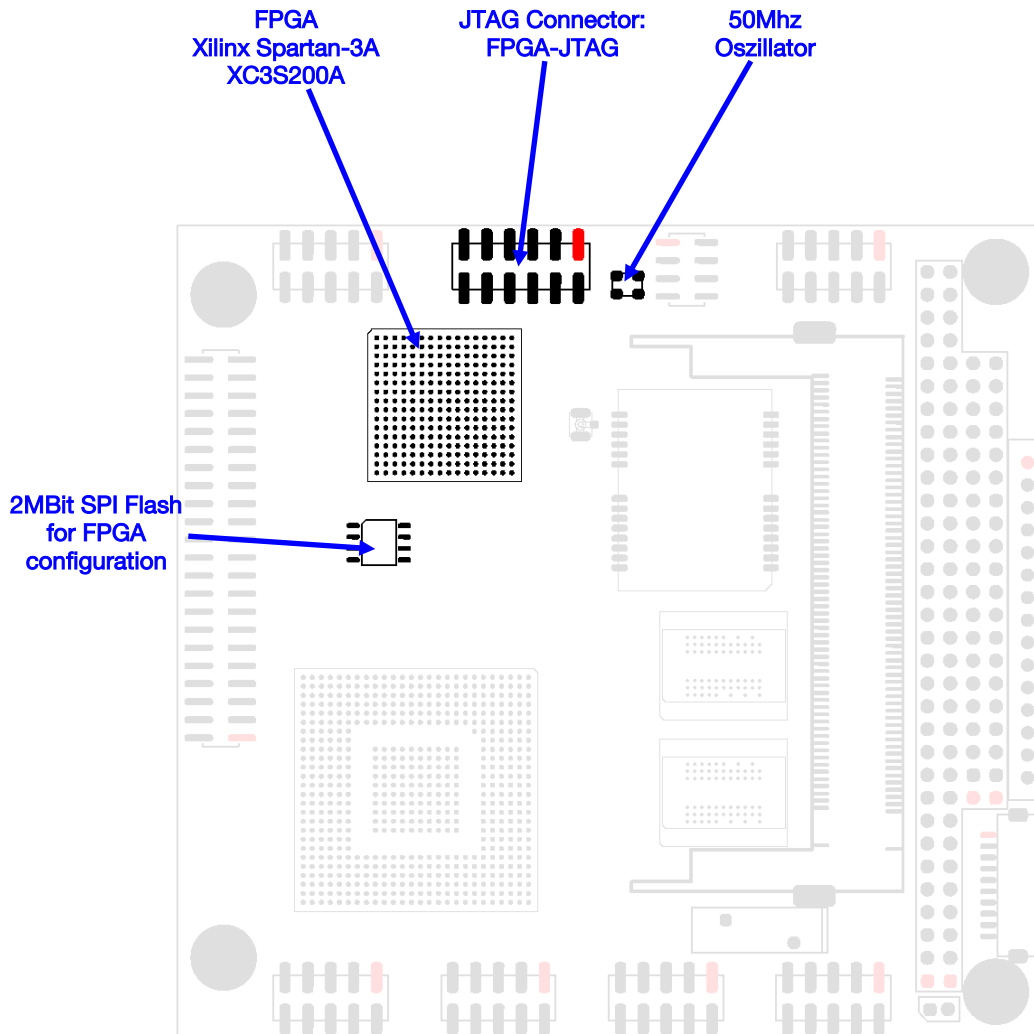 FPGA
Xilinx Spartan-3A
XC3S200A
JTAG Connector:
FPGA-JTAG
50Mhz
Oszillator
2MBit SPI Flash
for FPGA
configuration